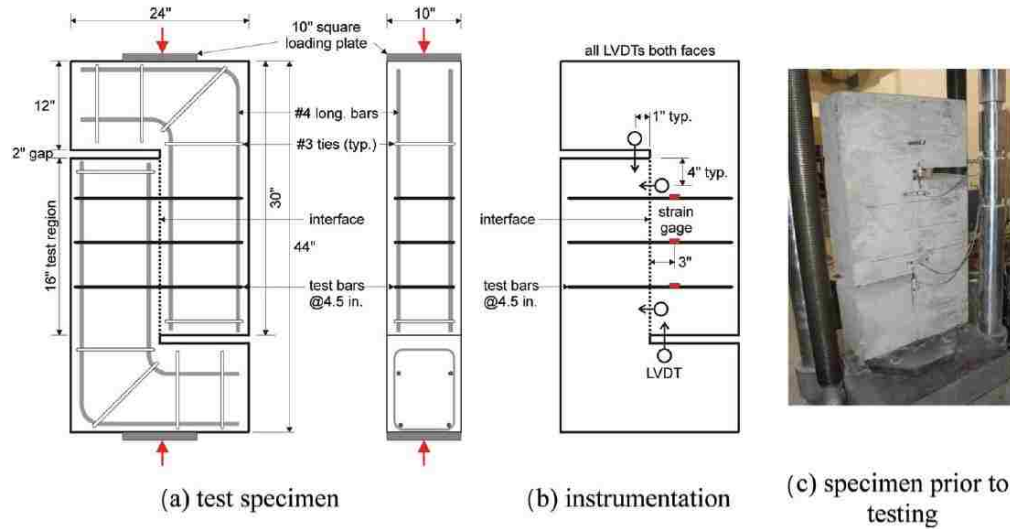 24"
10" square
loading plate
10"
12"
2" gap
16" test region
#4 long. bars
#3 ties (typ.)
interface
30"
44"
test bars
@4.5 in.
(a) test specimen
all LVDTs both faces
1" typ.
4" typ.
interface
strain
gage
3"
test bars
@4.5 in.
LVDT
(b) instrumentation
(c) specimen prior to
testing